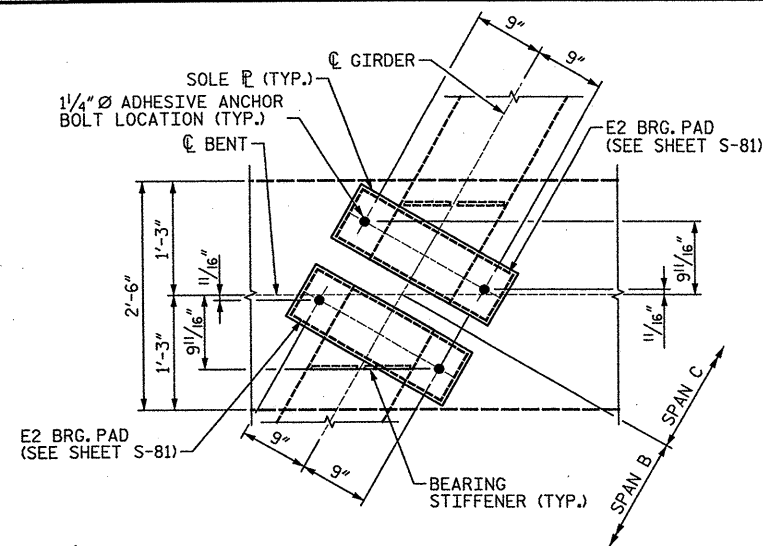 9"
9"
℄ GIRDER
SOLE ℙ (TYP.)
1 1/4" Ø ADHESIVE ANCHOR
BOLT LOCATION (TYP.)
℄ BENT
E2 BRG. PAD
(SEE SHEET S-81)
2'-6"
1'-3"
1'-3"
11/16"
9 11/16"
9 11/16"
11/16"
E2 BRG. PAD
(SEE SHEET S-81)
9"
9"
BEARING
STIFFENER (TYP.)
SPAN C
SPAN B